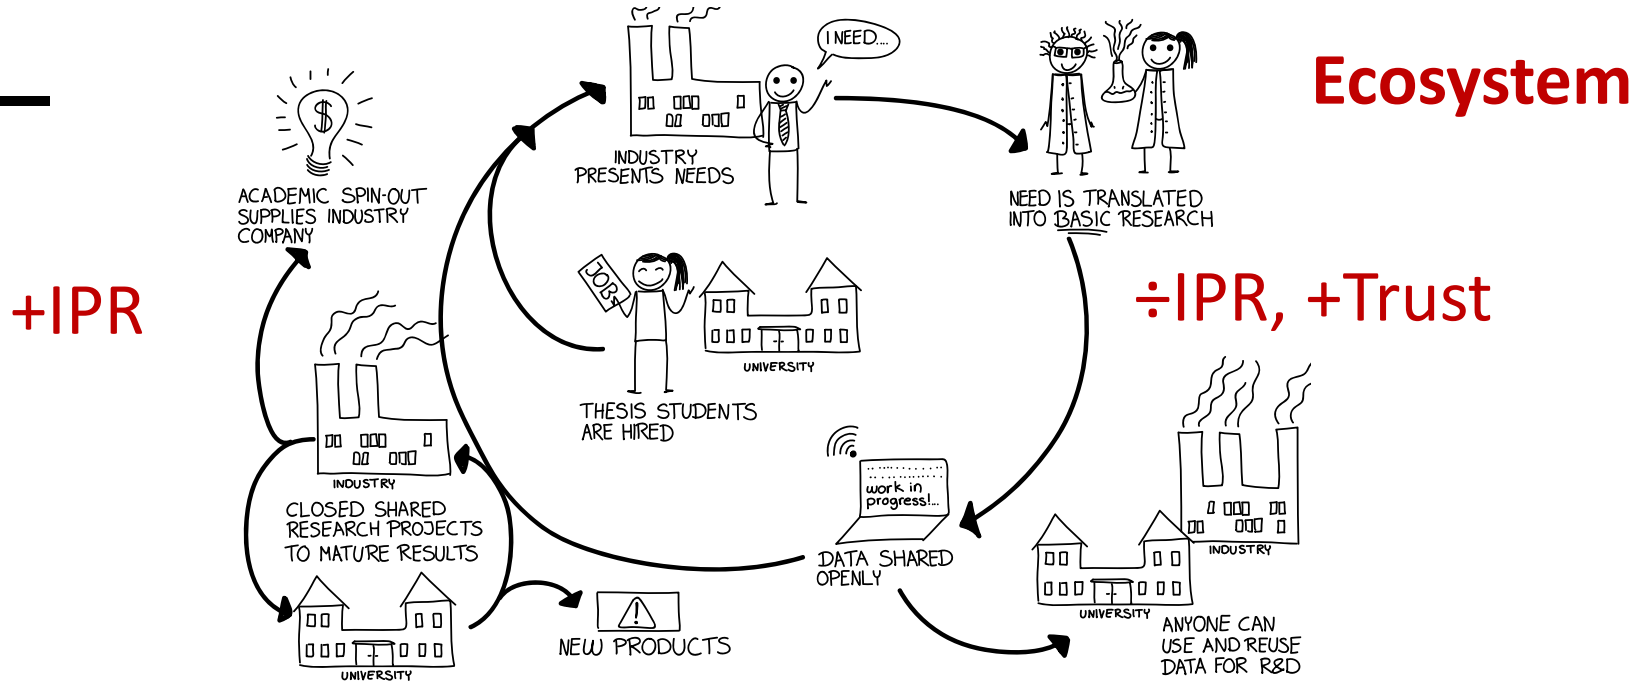 Ecosystem
I NEED....
INDUSTRY
PRESENTS NEEDS
NEED IS TRANSLATED
INTO BASIC RESEARCH
ACADEMIC SPIN-OUT
SUPPLIES INDUSTRY
COMPANY
$
+IPR
÷IPR, +Trust
JOB
UNIVERSITY
THESIS STUDENTS
ARE HIRED
INDUSTRY
CLOSED SHARED
RESEARCH PROJECTS
TO MATURE RESULTS
UNIVERSITY
work in
progress!...
DATA SHARED
OPENLY
!
NEW PRODUCTS
INDUSTRY
UNIVERSITY
ANYONE CAN
USE AND REUSE
DATA FOR R&D